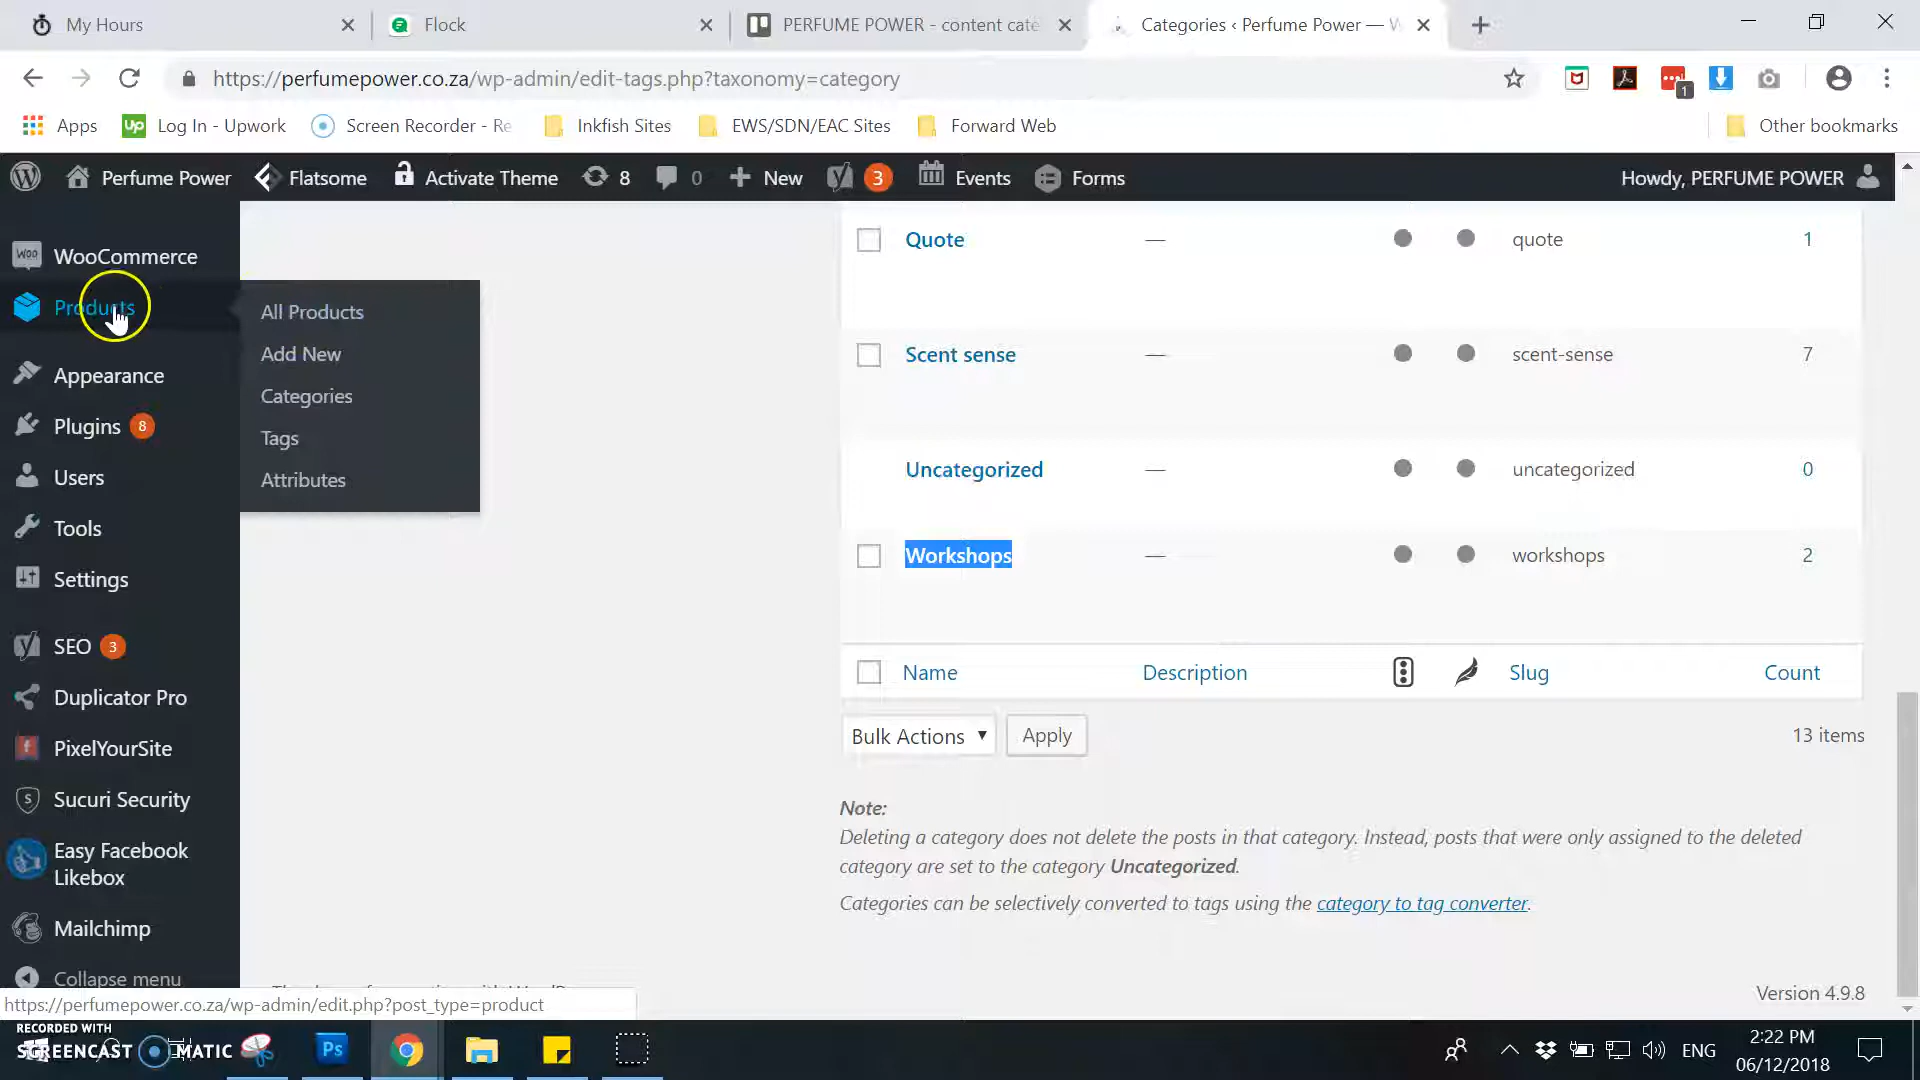 My Hours
Flock
PERFUME POWER - content cate
Categories ‹ Perfume Power — W
https://perfumepower.co.za/wp-admin/edit-tags.php?taxonomy=category
1
Apps
Up Log In - Upwork
Screen Recorder - Re
Inkfish Sites
EWS/SDN/EAC Sites
Forward Web
Other bookmarks
Perfume Power
Flatsome
Activate Theme
8
0
New
3
Events
Forms
Howdy, PERFUME POWER
WOO WooCommerce
Products
Appearance
Plugins 8
Users
Tools
Settings
SEO 3
Duplicator Pro
PixelYourSite
Sucuri Security
Easy Facebook
Likebox
Mailchimp
Collapse menu
All Products
Add New
Categories
Tags
Attributes
Quote — quote 1
Scent sense — scent-sense 7
Uncategorized — uncategorized 0
Workshops — workshops 2
Name Description Slug Count
Bulk Actions Apply 13 items
Note:
Deleting a category does not delete the posts in that category. Instead, posts that were only assigned to the deleted
category are set to the category Uncategorized.
Categories can be selectively converted to tags using the category to tag converter.
Version 4.9.8
https://perfumepower.co.za/wp-admin/edit.php?post_type=product
RECORDED WITH
SCREENCAST MATIC
Ps
ENG
2:22 PM
06/12/2018